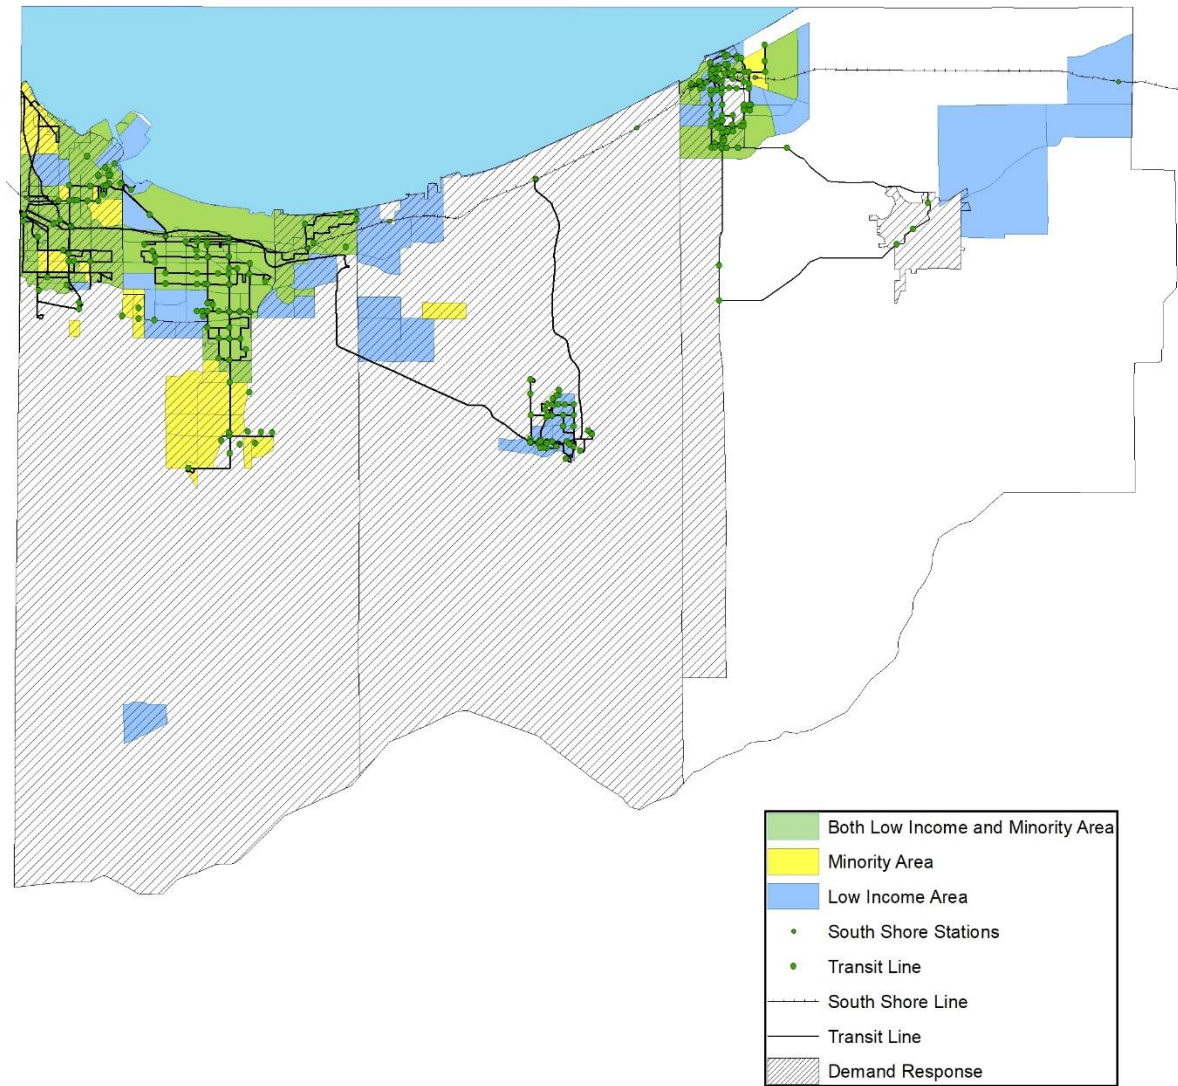 Both Low Income and Minority Area
Minority Area
Low Income Area
South Shore Stations
Transit Line
South Shore Line
Transit Line
Demand Response